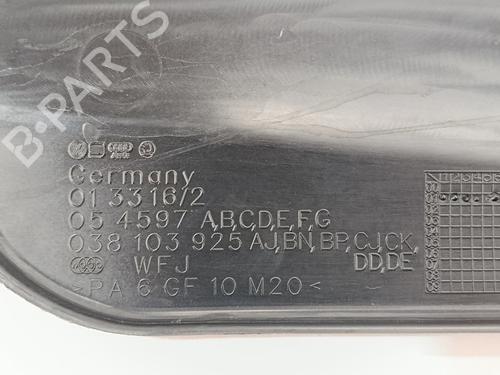 B-PARTS
Germany
01 3316/2
05 4597 A,B,C,D,E,F,G
038 103 925 AJ,BN,BP,CJ,CK,
DD,DE
WFJ
>PA 6 GF 10 M20<